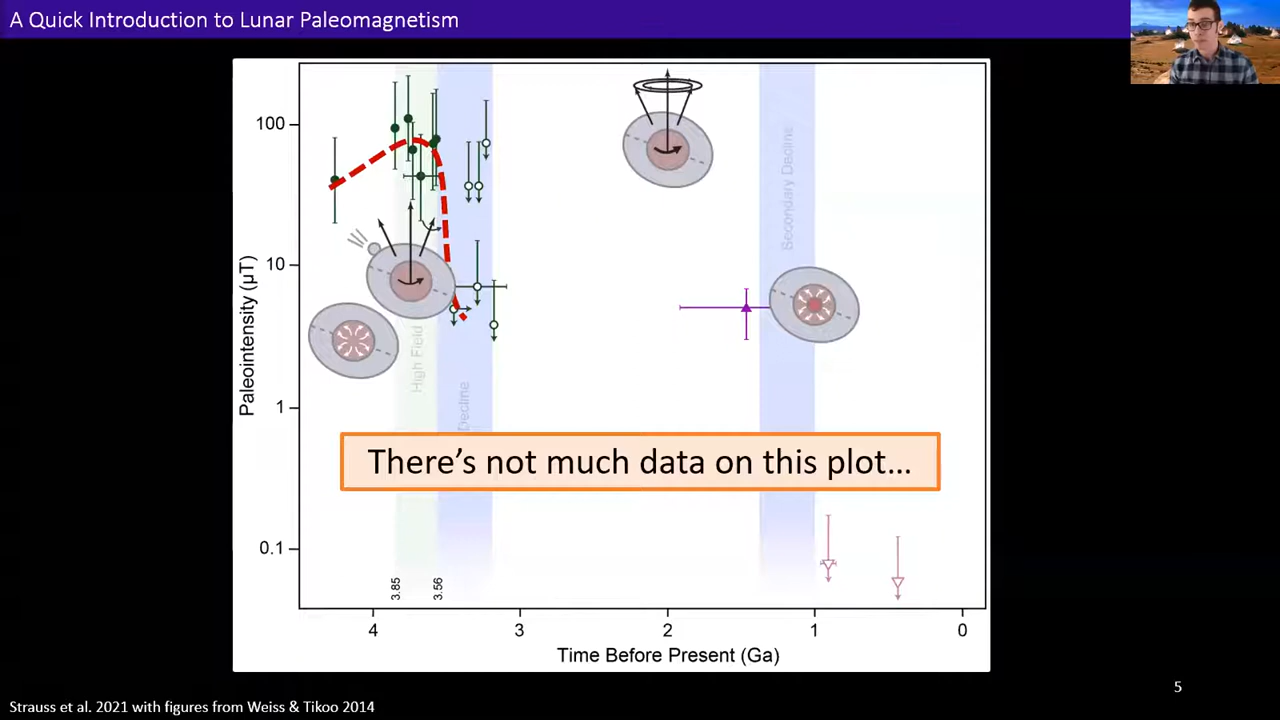 A Quick Introduction to Lunar Paleomagnetism
100
10
1
0.1
Paleointensity (µT)
High Field
Decline
Secondary Decline
There's not much data on this plot...
3.85
3.56
4
3
2
1
0
Time Before Present (Ga)
5
Strauss et al. 2021 with figures from Weiss & Tikoo 2014